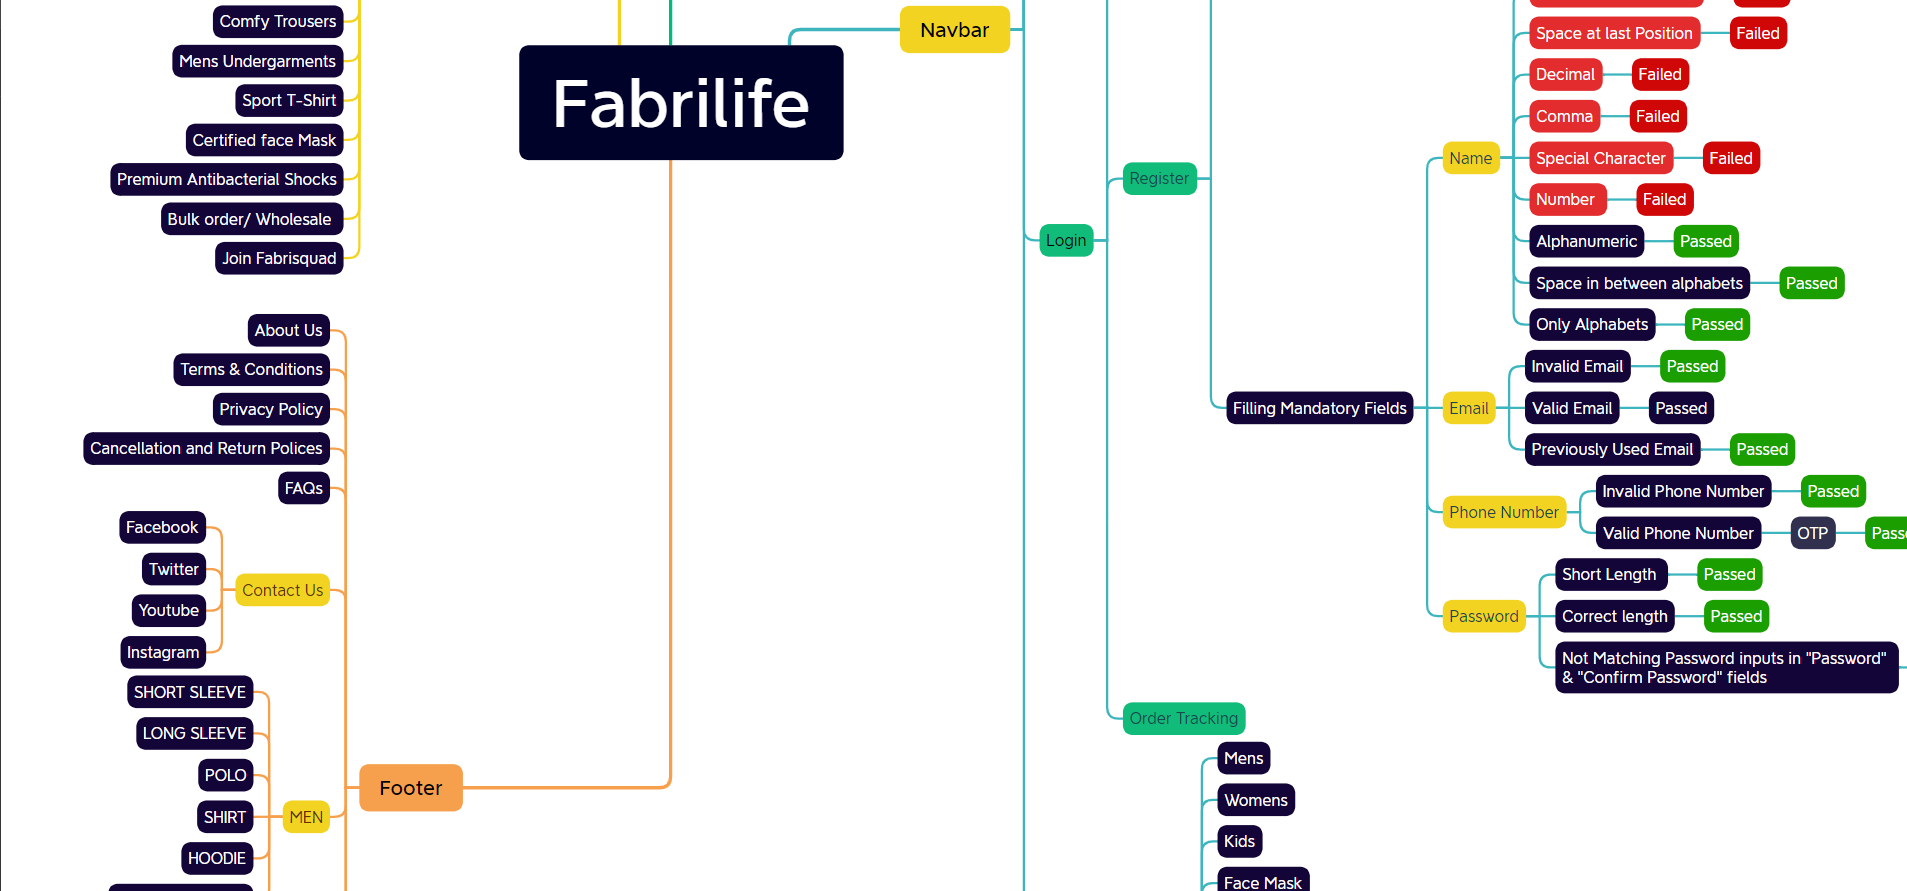 Comfy Trousers
Mens Undergarments
Sport T-Shirt
Certified face Mask
Premium Antibacterial Shocks
Bulk order/ Wholesale
Join Fabrisquad
About Us
Terms & Conditions
Privacy Policy
Cancellation and Return Polices
FAQs
Facebook
Twitter
Youtube
Instagram
Contact Us
SHORT SLEEVE
LONG SLEEVE
POLO
SHIRT
HOODIE
MEN
Footer
Fabrilife
Navbar
Login
Register
Filling Mandatory Fields
Name
Space at last Position Failed
Decimal Failed
Comma Failed
Special Character Failed
Number Failed
Alphanumeric Passed
Space in between alphabets Passed
Only Alphabets Passed
Email
Invalid Email Passed
Valid Email Passed
Previously Used Email Passed
Phone Number
Invalid Phone Number Passed
Valid Phone Number OTP
Password
Short Length Passed
Correct length Passed
Not Matching Password inputs in "Password"
& "Confirm Password" fields
Order Tracking
Mens
Womens
Kids
Face Mask